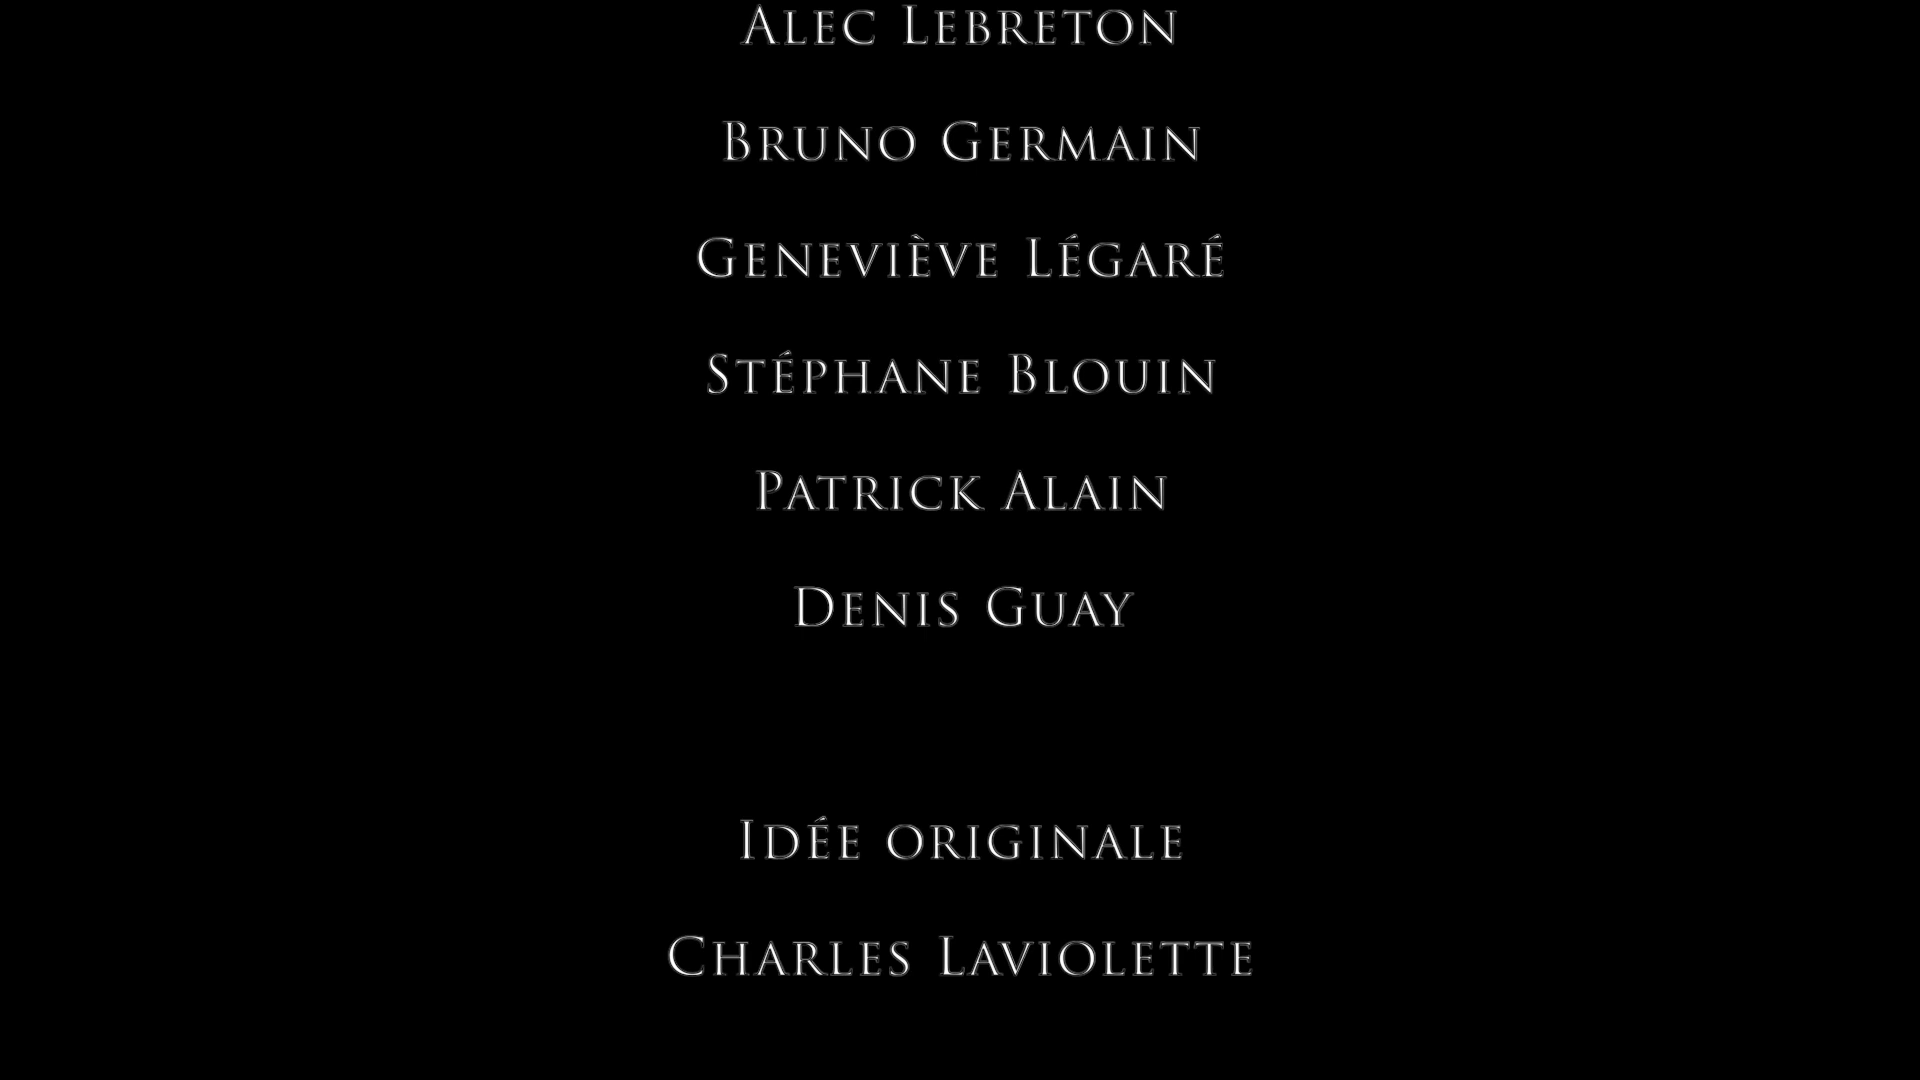 Alec Lebreton
Bruno Germain
Geneviève Légaré
Stéphane Blouin
Patrick Alain
Denis Guay
Idée originale
Charles Laviolette